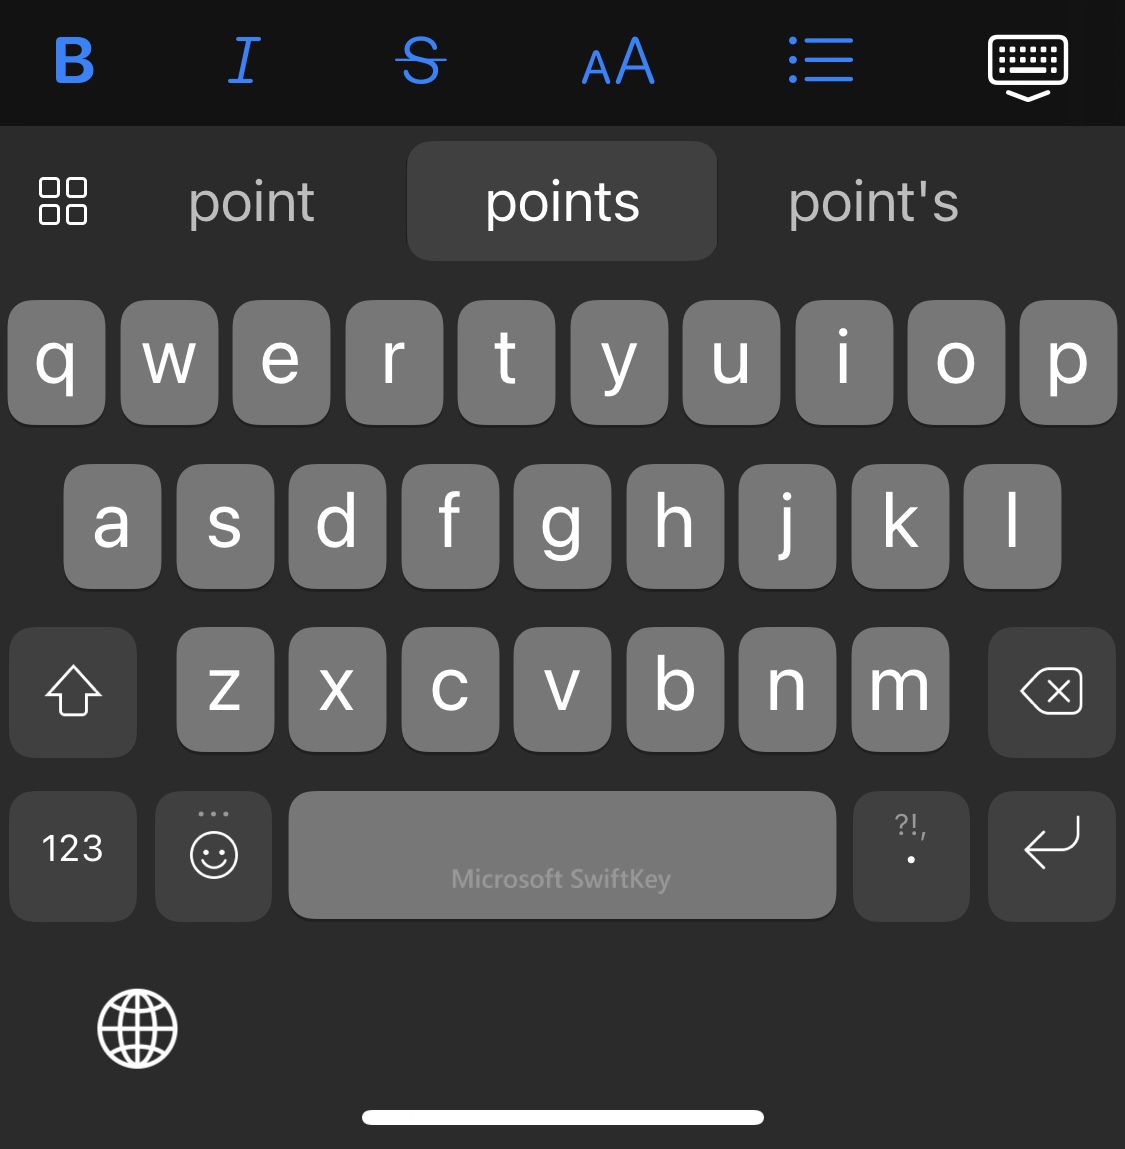 B I S AA
point points point's
q w e r t y u i o p
a s d f g h j k l
z x c v b n m
123 Microsoft SwiftKey ?!, .